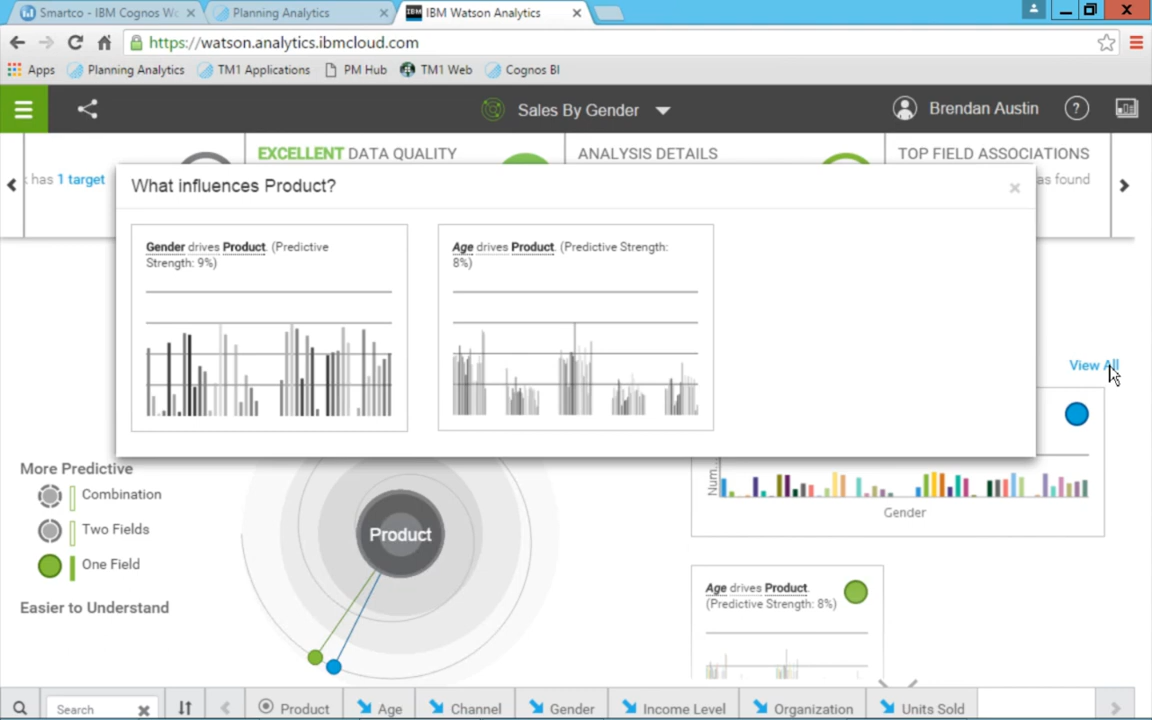 Smartco - IBM Cognos Wo
Planning Analytics
IBM Watson Analytics
https://watson.analytics.ibmcloud.com
Apps
Planning Analytics
TM1 Applications
PM Hub
TM1 Web
Cognos BI
Sales By Gender
Brendan Austin
?
has 1 target
EXCELLENT DATA QUALITY
ANALYSIS DETAILS
TOP FIELD ASSOCIATIONS
as found
What influences Product?
Gender drives Product. (Predictive
Strength: 9%)
Age drives Product. (Predictive Strength:
8%)
View All
More Predictive
Combination
Two Fields
One Field
Easier to Understand
Product
Num...
Gender
Age drives Product.
(Predictive Strength: 8%)
Search
Product
Age
Channel
Gender
Income Level
Organization
Units Sold